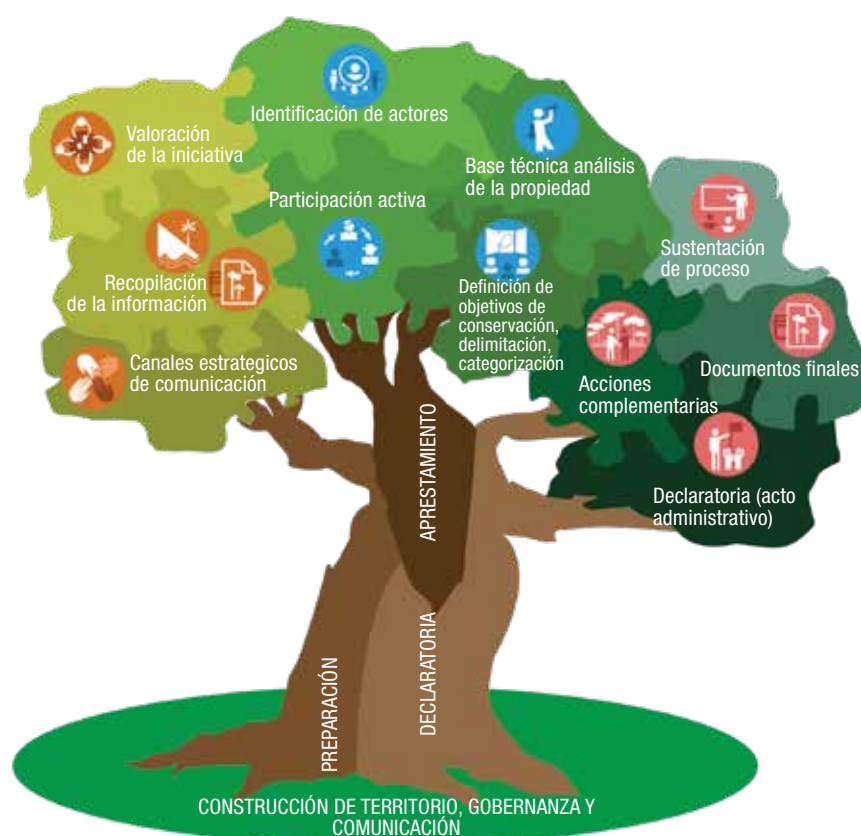 Identificación de actores
Valoración
de la iniciativa
Base técnica análisis
de la propiedad
Participación activa
Sustentación
de proceso
Recopilación
de la información
Definición de
objetivos de
conservación,
delimitación,
categorización
Canales estrategicos
de comunicación
Acciones
complementarias
Documentos finales
Declaratoria (acto
administrativo)
APRESTAMIENTO
DECLARATORIA
PREPARACIÓN
CONSTRUCCIÓN DE TERRITORIO, GOBERNANZA Y
COMUNICACIÓN